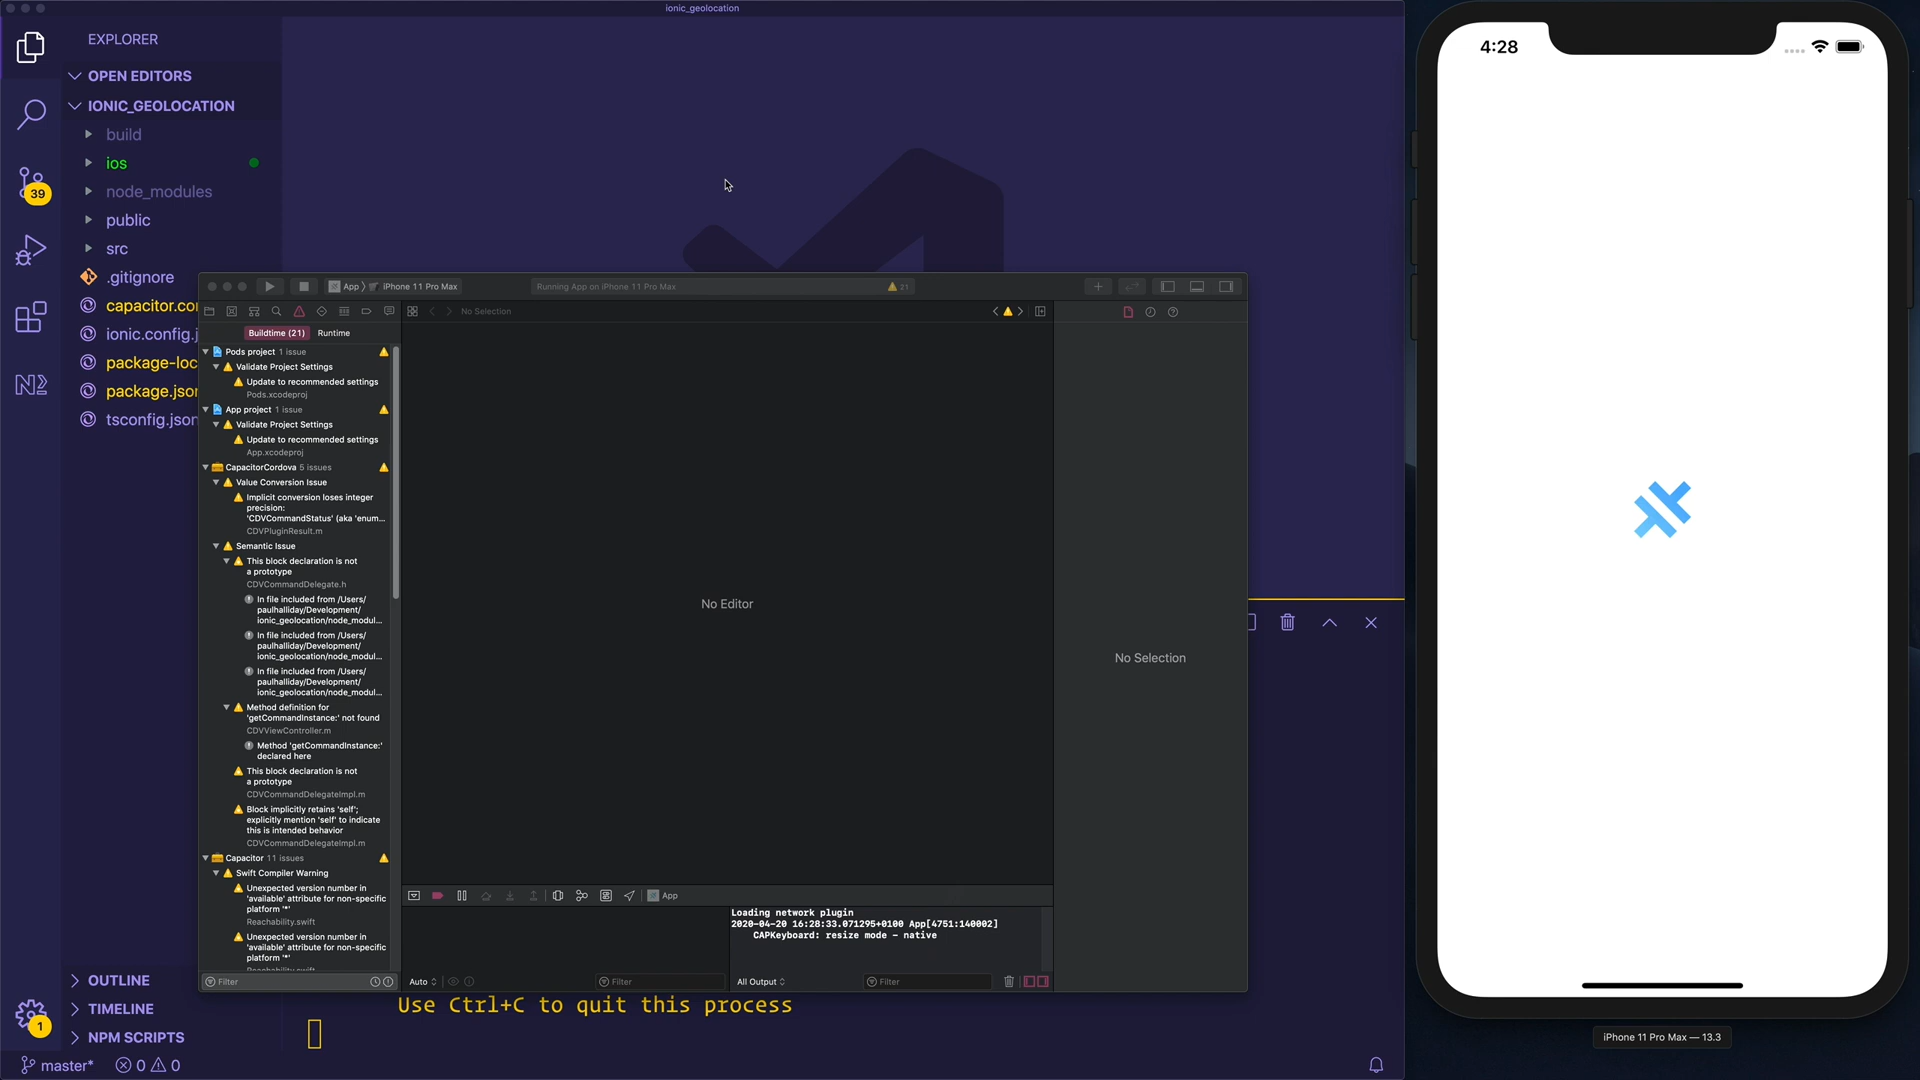 ionic_geolocation
EXPLORER
OPEN EDITORS
IONIC_GEOLOCATION
build
ios
node_modules
public
src
.gitignore
capacitor.co
ionic.config.j
package-loc
package.json
tsconfig.json
39
N
OUTLINE
TIMELINE
NPM SCRIPTS
1
master*
0 0
App
iPhone 11 Pro Max
Running App on iPhone 11 Pro Max
21
No Selection
Buildtime (21)
Runtime
Pods project 1 issue
Validate Project Settings
Update to recommended settings
Pods.xcodeproj
App project 1 issue
Validate Project Settings
Update to recommended settings
App.xcodeproj
CapacitorCordova 5 issues
Value Conversion Issue
Implicit conversion loses integer
precision:
'CDVCommandStatus' (aka 'enum...
CDVPluginResult.m
Semantic Issue
This block declaration is not
a prototype
CDVCommandDelegate.h
In file included from /Users/
paulhalliday/Development/
ionic_geolocation/node_modul...
In file included from /Users/
paulhalliday/Development/
ionic_geolocation/node_modul...
In file included from /Users/
paulhalliday/Development/
ionic_geolocation/node_modul...
Method definition for
'getCommandInstance:' not found
CDVViewController.m
Method 'getCommandInstance:'
declared here
This block declaration is not
a prototype
CDVCommandDelegateImpl.m
Block implicitly retains 'self';
explicitly mention 'self' to indicate
this is intended behavior
CDVCommandDelegateImpl.m
Capacitor 11 issues
Swift Compiler Warning
Unexpected version number in
'available' attribute for non-specific
platform '*'
Reachability.swift
Unexpected version number in
'available' attribute for non-specific
platform '*'
Reachability.swift
Filter
No Editor
No Selection
App
Loading network plugin
2020-04-20 16:28:33.071295+0100 App[4751:140002]
CAPKeyboard: resize mode - native
Auto
Filter
All Output
Filter
Use Ctrl+C to quit this process
4:28
iPhone 11 Pro Max — 13.3